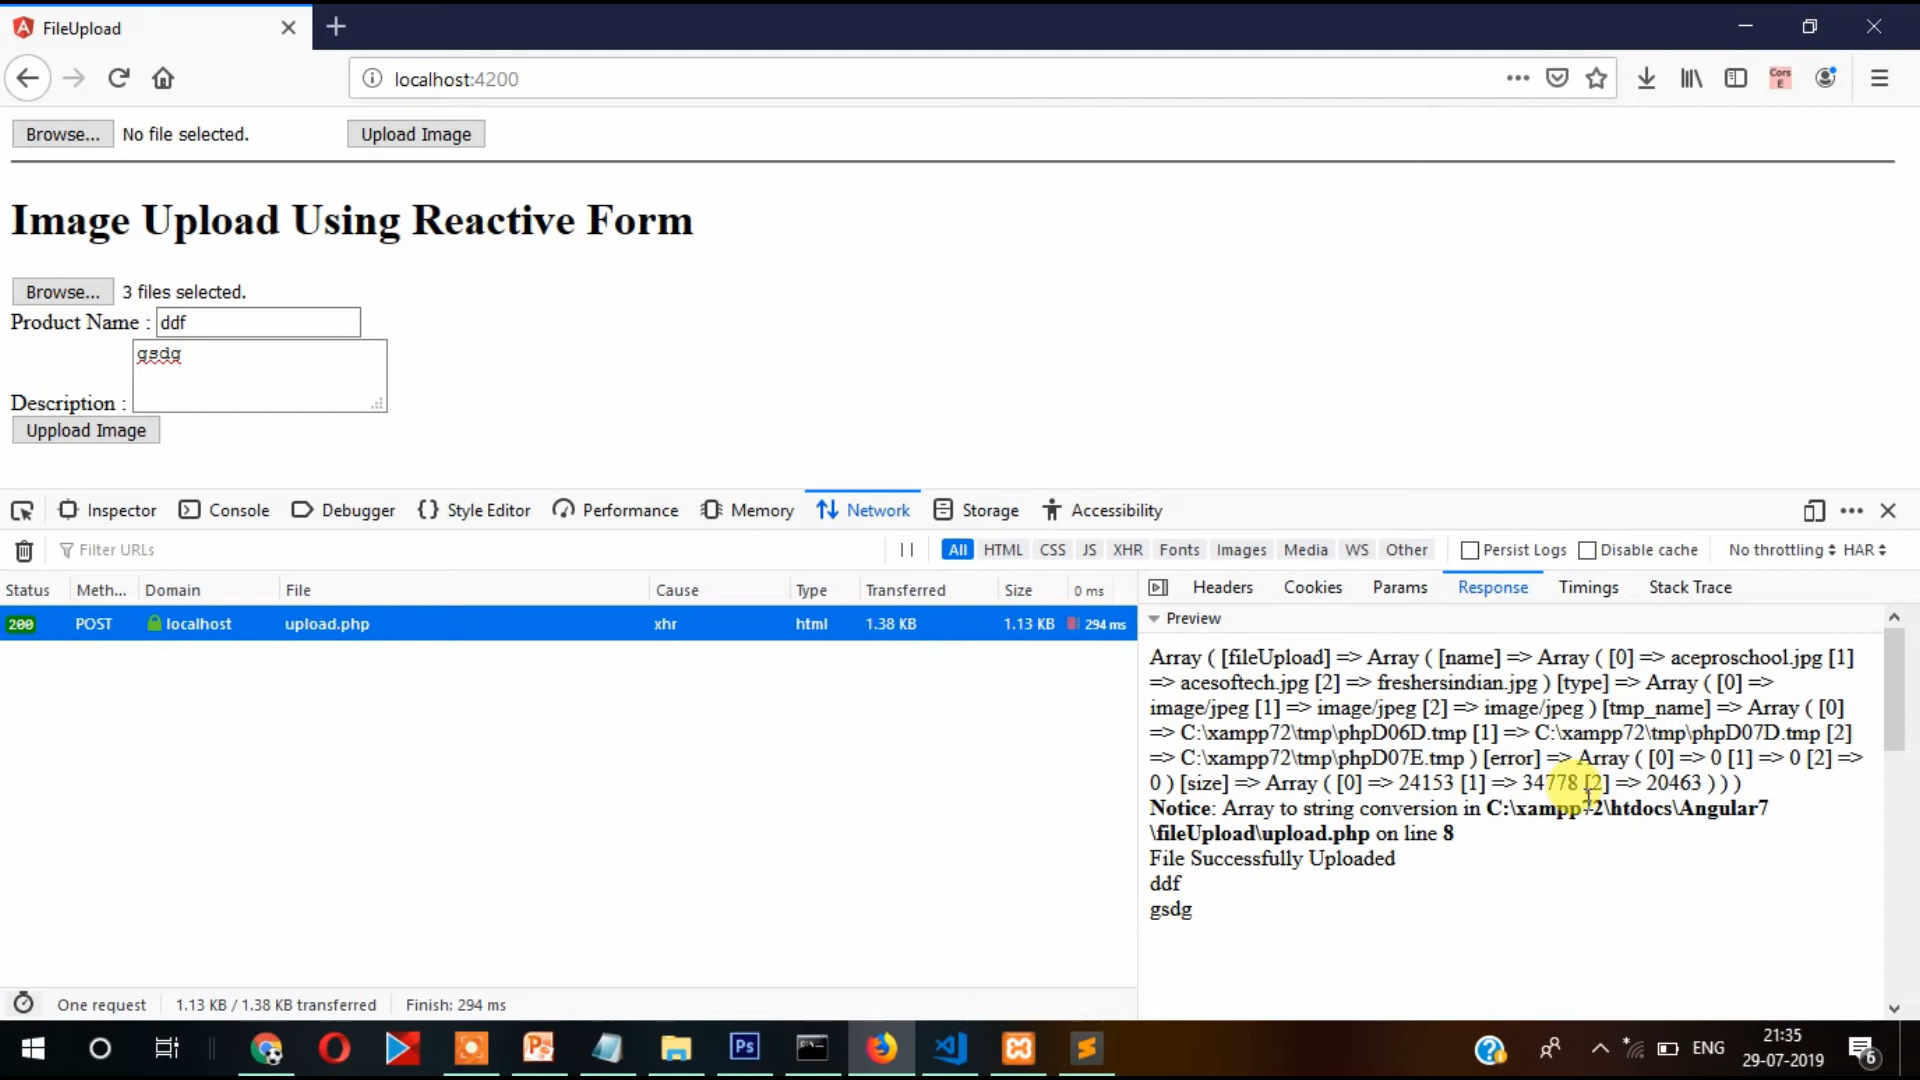 FileUpload
localhost:4200
Cors
E
Browse... No file selected. Upload Image
Image Upload Using Reactive Form
Browse... 3 files selected.
Product Name : ddf
gsdg
Description :
Uppload Image
Inspector Console Debugger {} Style Editor Performance Memory Network Storage Accessibility
Filter URLs All HTML CSS JS XHR Fonts Images Media WS Other Persist Logs Disable cache No throttling HAR
Status Meth... Domain File Cause Type Transferred Size 0 ms
Headers Cookies Params Response Timings Stack Trace
200 POST localhost upload.php xhr html 1.38 KB 1.13 KB 294 ms
Preview
Array ( [fileUpload] => Array ( [name] => Array ( [0] => aceproschool.jpg [1]
=> acesoftech.jpg [2] => freshersindian.jpg ) [type] => Array ( [0] =>
image/jpeg [1] => image/jpeg [2] => image/jpeg ) [tmp_name] => Array ( [0]
=> C:\xampp72\tmp\phpD06D.tmp [1] => C:\xampp72\tmp\phpD07D.tmp [2]
=> C:\xampp72\tmp\phpD07E.tmp ) [error] => Array ( [0] => 0 [1] => 0 [2] =>
0 ) [size] => Array ( [0] => 24153 [1] => 34778 [2] => 20463 ) ) )
Notice: Array to string conversion in C:\xampp72\htdocs\Angular7
\fileUpload\upload.php on line 8
File Successfully Uploaded
ddf
gsdg
One request 1.13 KB / 1.38 KB transferred Finish: 294 ms
Ps
ENG
21:35
29-07-2019
6